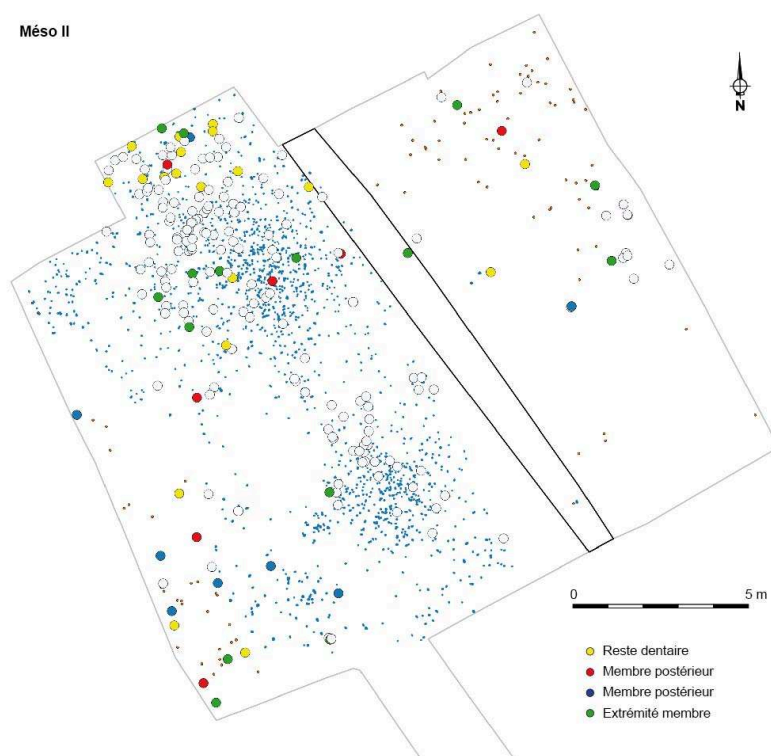 Méso II
N
0 5 m
Reste dentaire
Membre postérieur
Membre postérieur
Extrémité membre